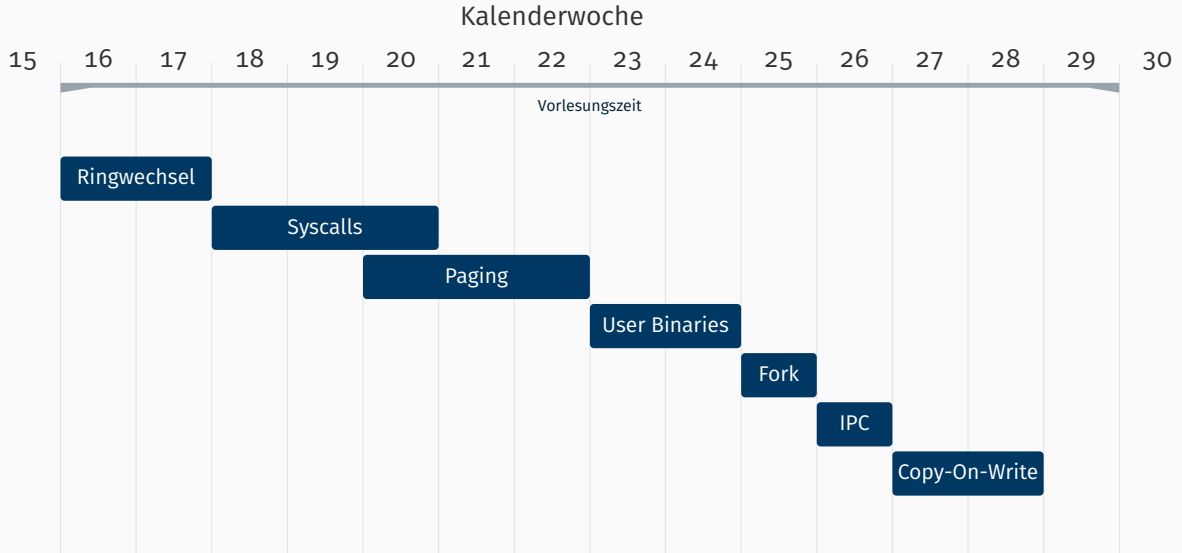 Kalenderwoche
15 16 17 18 19 20 21 22 23 24 25 26 27 28 29 30
Vorlesungszeit
Ringwechsel
Syscalls
Paging
User Binaries
Fork
IPC
Copy-On-Write